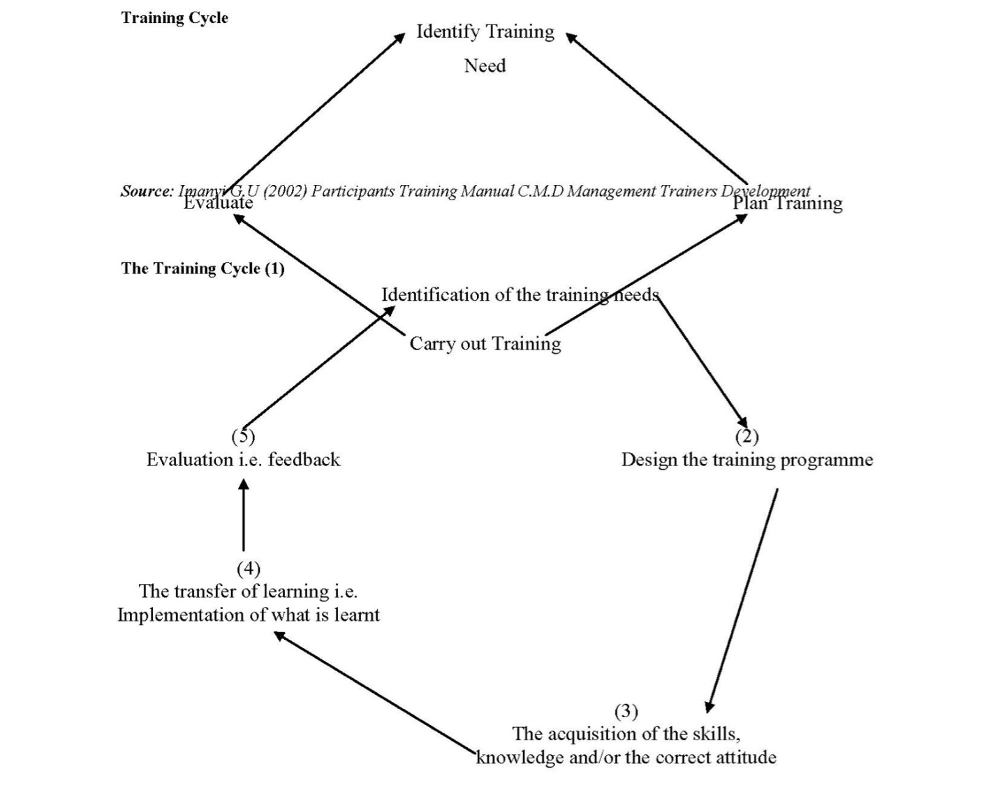 Training Cycle
Identify Training
Need
Source: Imanyi G.U (2002) Participants Training Manual C.M.D Management Trainers Development
Evaluate
Plan Training
The Training Cycle (1)
Identification of the training needs
Carry out Training
(5)
Evaluation i.e. feedback
(2)
Design the training programme
(4)
The transfer of learning i.e.
Implementation of what is learnt
(3)
The acquisition of the skills,
knowledge and/or the correct attitude